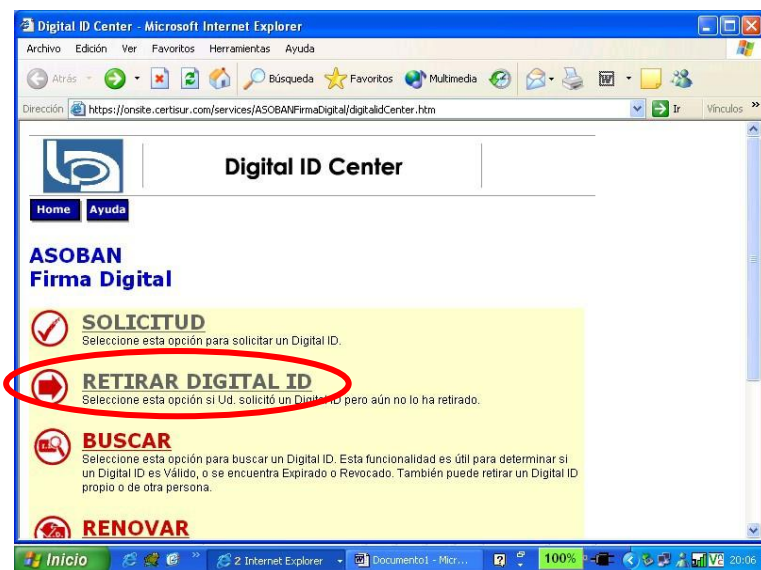 Digital ID Center - Microsoft Internet Explorer
Archivo Edición Ver Favoritos Herramientas Ayuda
Atrás Búsqueda Favoritos Multimedia
Dirección https://onsite.certisur.com/services/ASOBANFirmaDigital/digitalidCenter.htm Ir Vínculos »
Digital ID Center
Home Ayuda
ASOBAN
Firma Digital
SOLICITUD
Seleccione esta opción para solicitar un Digital ID.
RETIRAR DIGITAL ID
Seleccione esta opción si Ud. solicitó un Digital ID pero aún no lo ha retirado.
BUSCAR
Seleccione esta opción para buscar un Digital ID. Esta funcionalidad es útil para determinar si
un Digital ID es Válido, o se encuentra Expirado o Revocado. También puede retirar un Digital ID
propio o de otra persona.
RENOVAR
Inicio » 2 Internet Explorer Documento1 - Micr... 100% 20:06